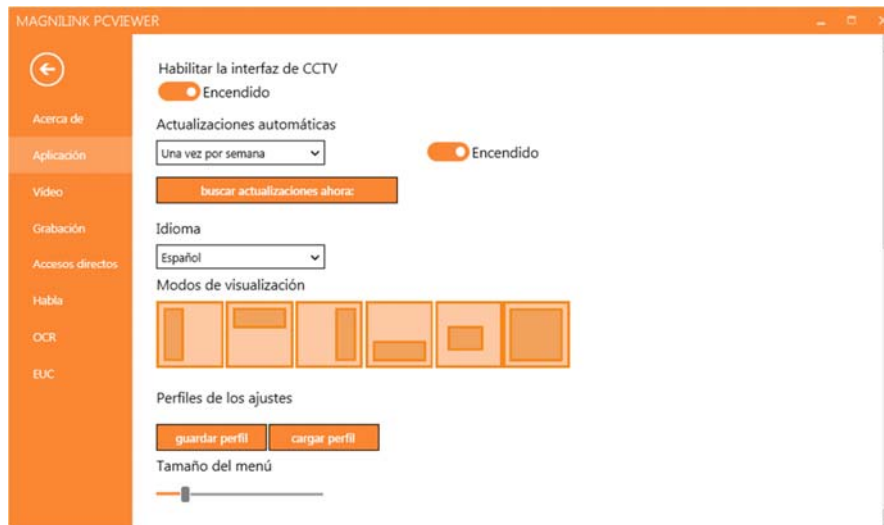 MAGNILINK PCVIEWER
Acerca de
Aplicación
Vídeo
Grabación
Accesos directos
Habla
OCR
EUC
Habilitar la interfaz de CCTV
Encendido
Actualizaciones automáticas
Una vez por semana
Encendido
buscar actualizaciones ahora:
Idioma
Español
Modos de visualización
Perfiles de los ajustes
guardar perfil
cargar perfil
Tamaño del menú